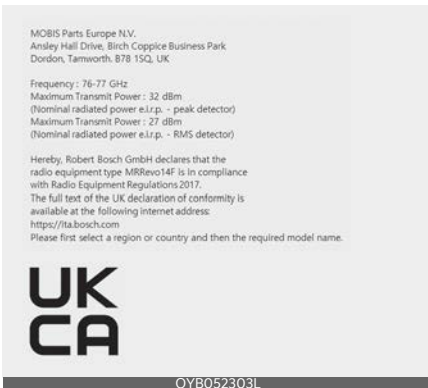 MOBIS Parts Europe N.V.
Ansley Hall Drive, Birch Coppice Business Park
Dordon, Tamworth. B78 1SQ, UK
Frequency : 76-77 GHz
Maximum Transmit Power : 32 dBm
(Nominal radiated power e.i.r.p. - peak detector)
Maximum Transmit Power : 27 dBm
(Nominal radiated power e.i.r.p. - RMS detector)
Hereby, Robert Bosch GmbH declares that the
radio equipment type MRRevo14F is in compliance
with Radio Equipment Regulations 2017.
The full text of the UK declaration of conformity is
available at the following internet address:
https://ita.bosch.com
Please first select a region or country and then the required model name.
UK
CA
OYB052303L